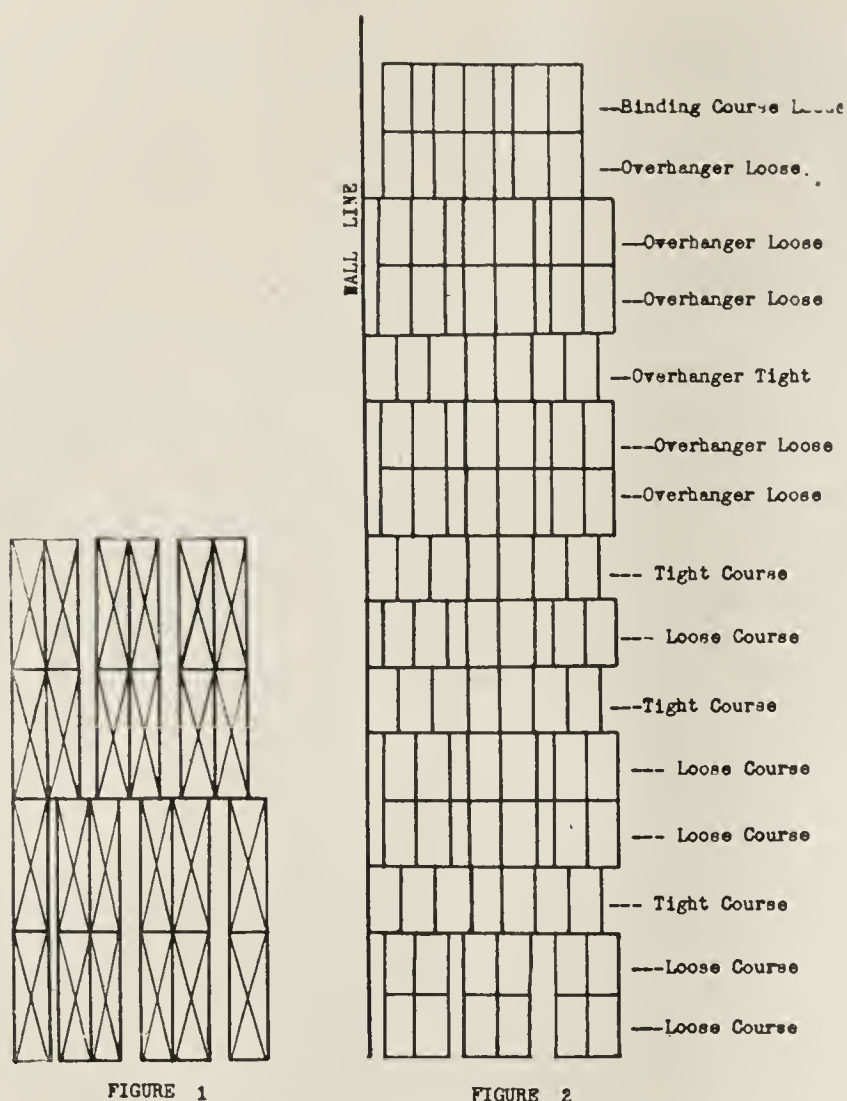 WALL LINE
---Binding Course
---Overhanger Loose.
---Overhanger Loose
---Overhanger Loose
---Overhanger Tight
---Overhanger Loose
---Overhanger Loose
--- Tight Course
--- Loose Course
---Tight Course
--- Loose Course
--- Loose Course
--- Tight Course
---Loose Course
---Loose Course
FIGURE 1
FIGURE 2